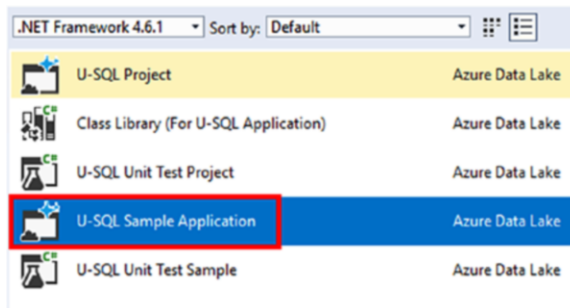 .NET Framework 4.6.1 Sort by: Default
U-SQL Project Azure Data Lake
Class Library (For U-SQL Application) Azure Data Lake
U-SQL Unit Test Project Azure Data Lake
U-SQL Sample Application Azure Data Lake
U-SQL Unit Test Sample Azure Data Lake